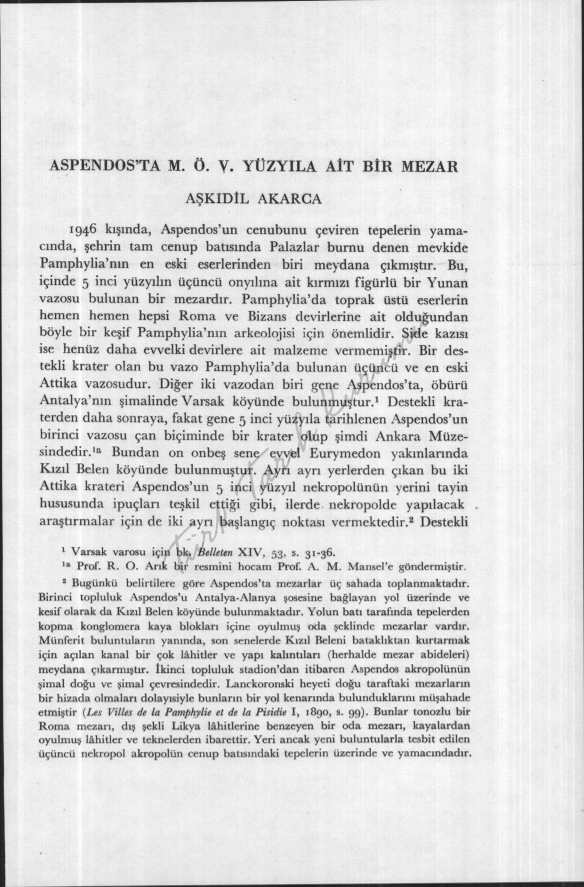 ASPENDOS'TA M. Ö. V. YÜZYILA AİT BİR MEZAR
AŞKIDİL AKARCA
1946 kışında, Aspendos'un cenubunu çeviren tepelerin yama-
cında, şehrin tam cenup batısında Palazlar burnu denen mevkide
Pamphylia'nın en eski eserlerinden biri meydana çıkmıştır. Bu,
içinde 5 inci yüzyılın üçüncü onyılına ait kırmızı figürlü bir Yunan
vazosu bulunan bir mezardır. Pamphylia'da toprak üstü eserlerin
hemen hemen hepsi Roma ve Bizans devirlerine ait olduğundan
böyle bir keşif Pamphylia'nın arkeolojisi için önemlidir. Side kazısı
ise henüz daha evvelki devirlere ait malzeme vermemiştir. Bir des-
tekli krater olan bu vazo Pamphylia'da bulunan üçüncü ve en eski
Attika vazosudur. Diğer iki vazodan biri gene Aspendos'ta, öbürü
Antalya'nın şimalinde Varsak köyünde bulunmuştur.¹ Destekli kra-
terden daha sonraya, fakat gene 5 inci yüzyıla tarihlenen Aspendos'un
birinci vazosu çan biçiminde bir krater olup şimdi Ankara Müze-
sindedir.¹ᵃ Bundan on onbeş sene evvel Eurymedon yakınlarında
Kızıl Belen köyünde bulunmuştur. Ayrı ayrı yerlerden çıkan bu iki
Attika krateri Aspendos'un 5 inci yüzyıl nekropolünün yerini tayin
hususunda ipuçları teşkil ettiği gibi, ilerde nekropolde yapılacak
araştırmalar için de iki ayrı başlangıç noktası vermektedir.² Destekli
¹ Varsak varosu için bk. Belleten XIV, 53, s. 31-36.
¹ᵃ Prof. R. O. Arık bir resmini hocam Prof. A. M. Mansel'e göndermiştir.
² Bugünkü belirtilere göre Aspendos'ta mezarlar üç sahada toplanmaktadır.
Birinci topluluk Aspendos'u Antalya-Alanya şosesine bağlayan yol üzerinde ve
kesif olarak da Kızıl Belen köyünde bulunmaktadır. Yolun batı tarafında tepelerden
kopma konglomera kaya blokları içine oyulmuş oda şeklinde mezarlar vardır.
Münferit buluntuların yanında, son senelerde Kızıl Beleni bataklıktan kurtarmak
için açılan kanal bir çok lâhitler ve yapı kalıntıları (herhalde mezar abideleri)
meydana çıkarmıştır. İkinci topluluk stadion'dan itibaren Aspendos akropolünün
şimal doğu ve şimal çevresindedir. Lanckoronski heyeti doğu taraftaki mezarların
bir hizada olmaları dolayısiyle bunların bir yol kenarında bulunduklarını müşahade
etmiştir (Les Villes de la Pamphylie et de la Pisidie I, 1890, s. 99). Bunlar tonozlu bir
Roma mezarı, dış şekli Likya lâhitlerine benzeyen bir oda mezarı, kayalardan
oyulmuş lâhitler ve teknelerden ibarettir. Yeri ancak yeni buluntularla tesbit edilen
üçüncü nekropol akropolün cenup batısındaki tepelerin üzerinde ve yamacındadır.
Türk Tarih Kurumu